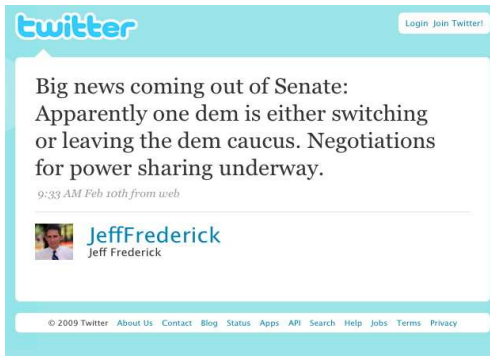 twitter
Login Join Twitter!
Big news coming out of Senate:
Apparently one dem is either switching
or leaving the dem caucus. Negotiations
for power sharing underway.
9:33 AM Feb 10th from web
JeffFrederick
Jeff Frederick
© 2009 Twitter About Us Contact Blog Status Apps API Search Help Jobs Terms Privacy